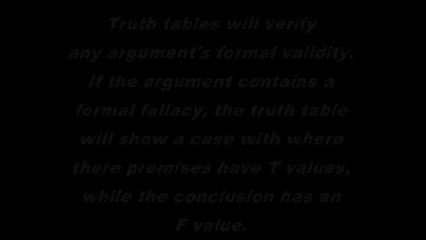 Truth tables will verify
any argument's formal validity.
If the argument contains a
formal fallacy, the truth table
will show a case with where
there premises have T values,
while the conclusion has an
F value.